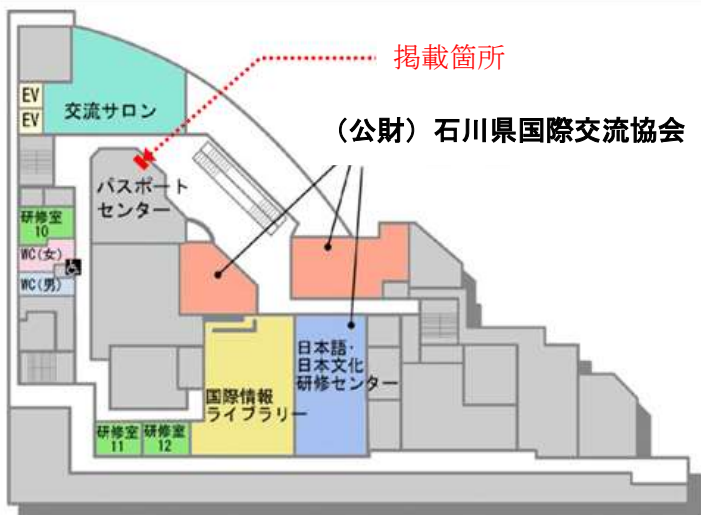 掲載箇所
EV
EV
交流サロン
（公財）石川県国際交流協会
パスポート
センター
研修室
10
WC(女)
WC(男)
日本語・
日本文化
研修センター
国際情報
ライブラリー
研修室
11
研修室
12